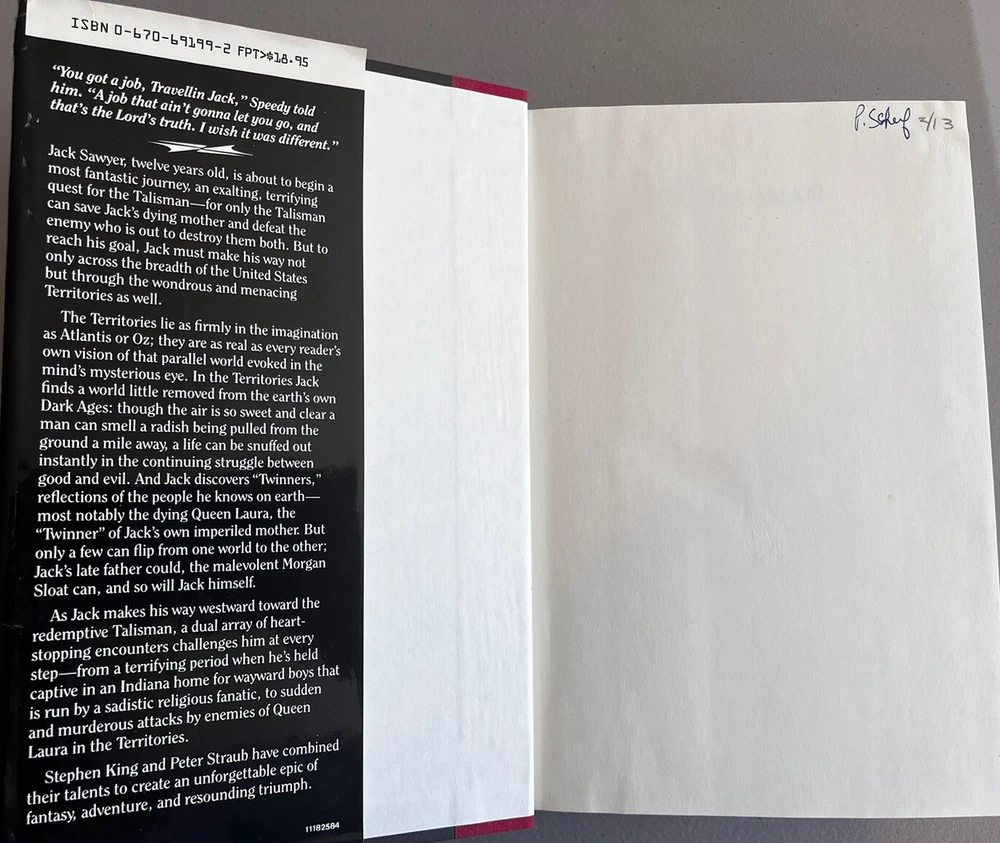 ISBN 0-670-69199-2 FPT>$18.95
“You got a job, Travellin Jack,” Speedy told
him. “A job that ain’t gonna let you go, and
that’s the Lord’s truth. I wish it was different.”
Jack Sawyer, twelve years old, is about to begin a
most fantastic journey, an exalting, terrifying
quest for the Talisman—for only the Talisman
can save Jack’s dying mother and defeat the
enemy who is out to destroy them both. But to
reach his goal, Jack must make his way not
only across the breadth of the United States
but through the wondrous and menacing
Territories as well.
The Territories lie as firmly in the imagination
as Atlantis or Oz; they are as real as every reader’s
own vision of that parallel world evoked in the
mind’s mysterious eye. In the Territories Jack
finds a world little removed from the earth’s own
Dark Ages: though the air is so sweet and clear a
man can smell a radish being pulled from the
ground a mile away, a life can be snuffed out
instantly in the continuing struggle between
good and evil. And Jack discovers “Twinners,”
reflections of the people he knows on earth—
most notably the dying Queen Laura, the
“Twinner” of Jack’s own imperiled mother. But
only a few can flip from one world to the other;
Jack’s late father could, the malevolent Morgan
Sloat can, and so will Jack himself.
As Jack makes his way westward toward the
redemptive Talisman, a dual array of heart-
stopping encounters challenges him at every
step—from a terrifying period when he’s held
captive in an Indiana home for wayward boys that
is run by a sadistic religious fanatic, to sudden
and murderous attacks by enemies of Queen
Laura in the Territories.
Stephen King and Peter Straub have combined
their talents to create an unforgettable epic of
fantasy, adventure, and resounding triumph.
11182584
P.